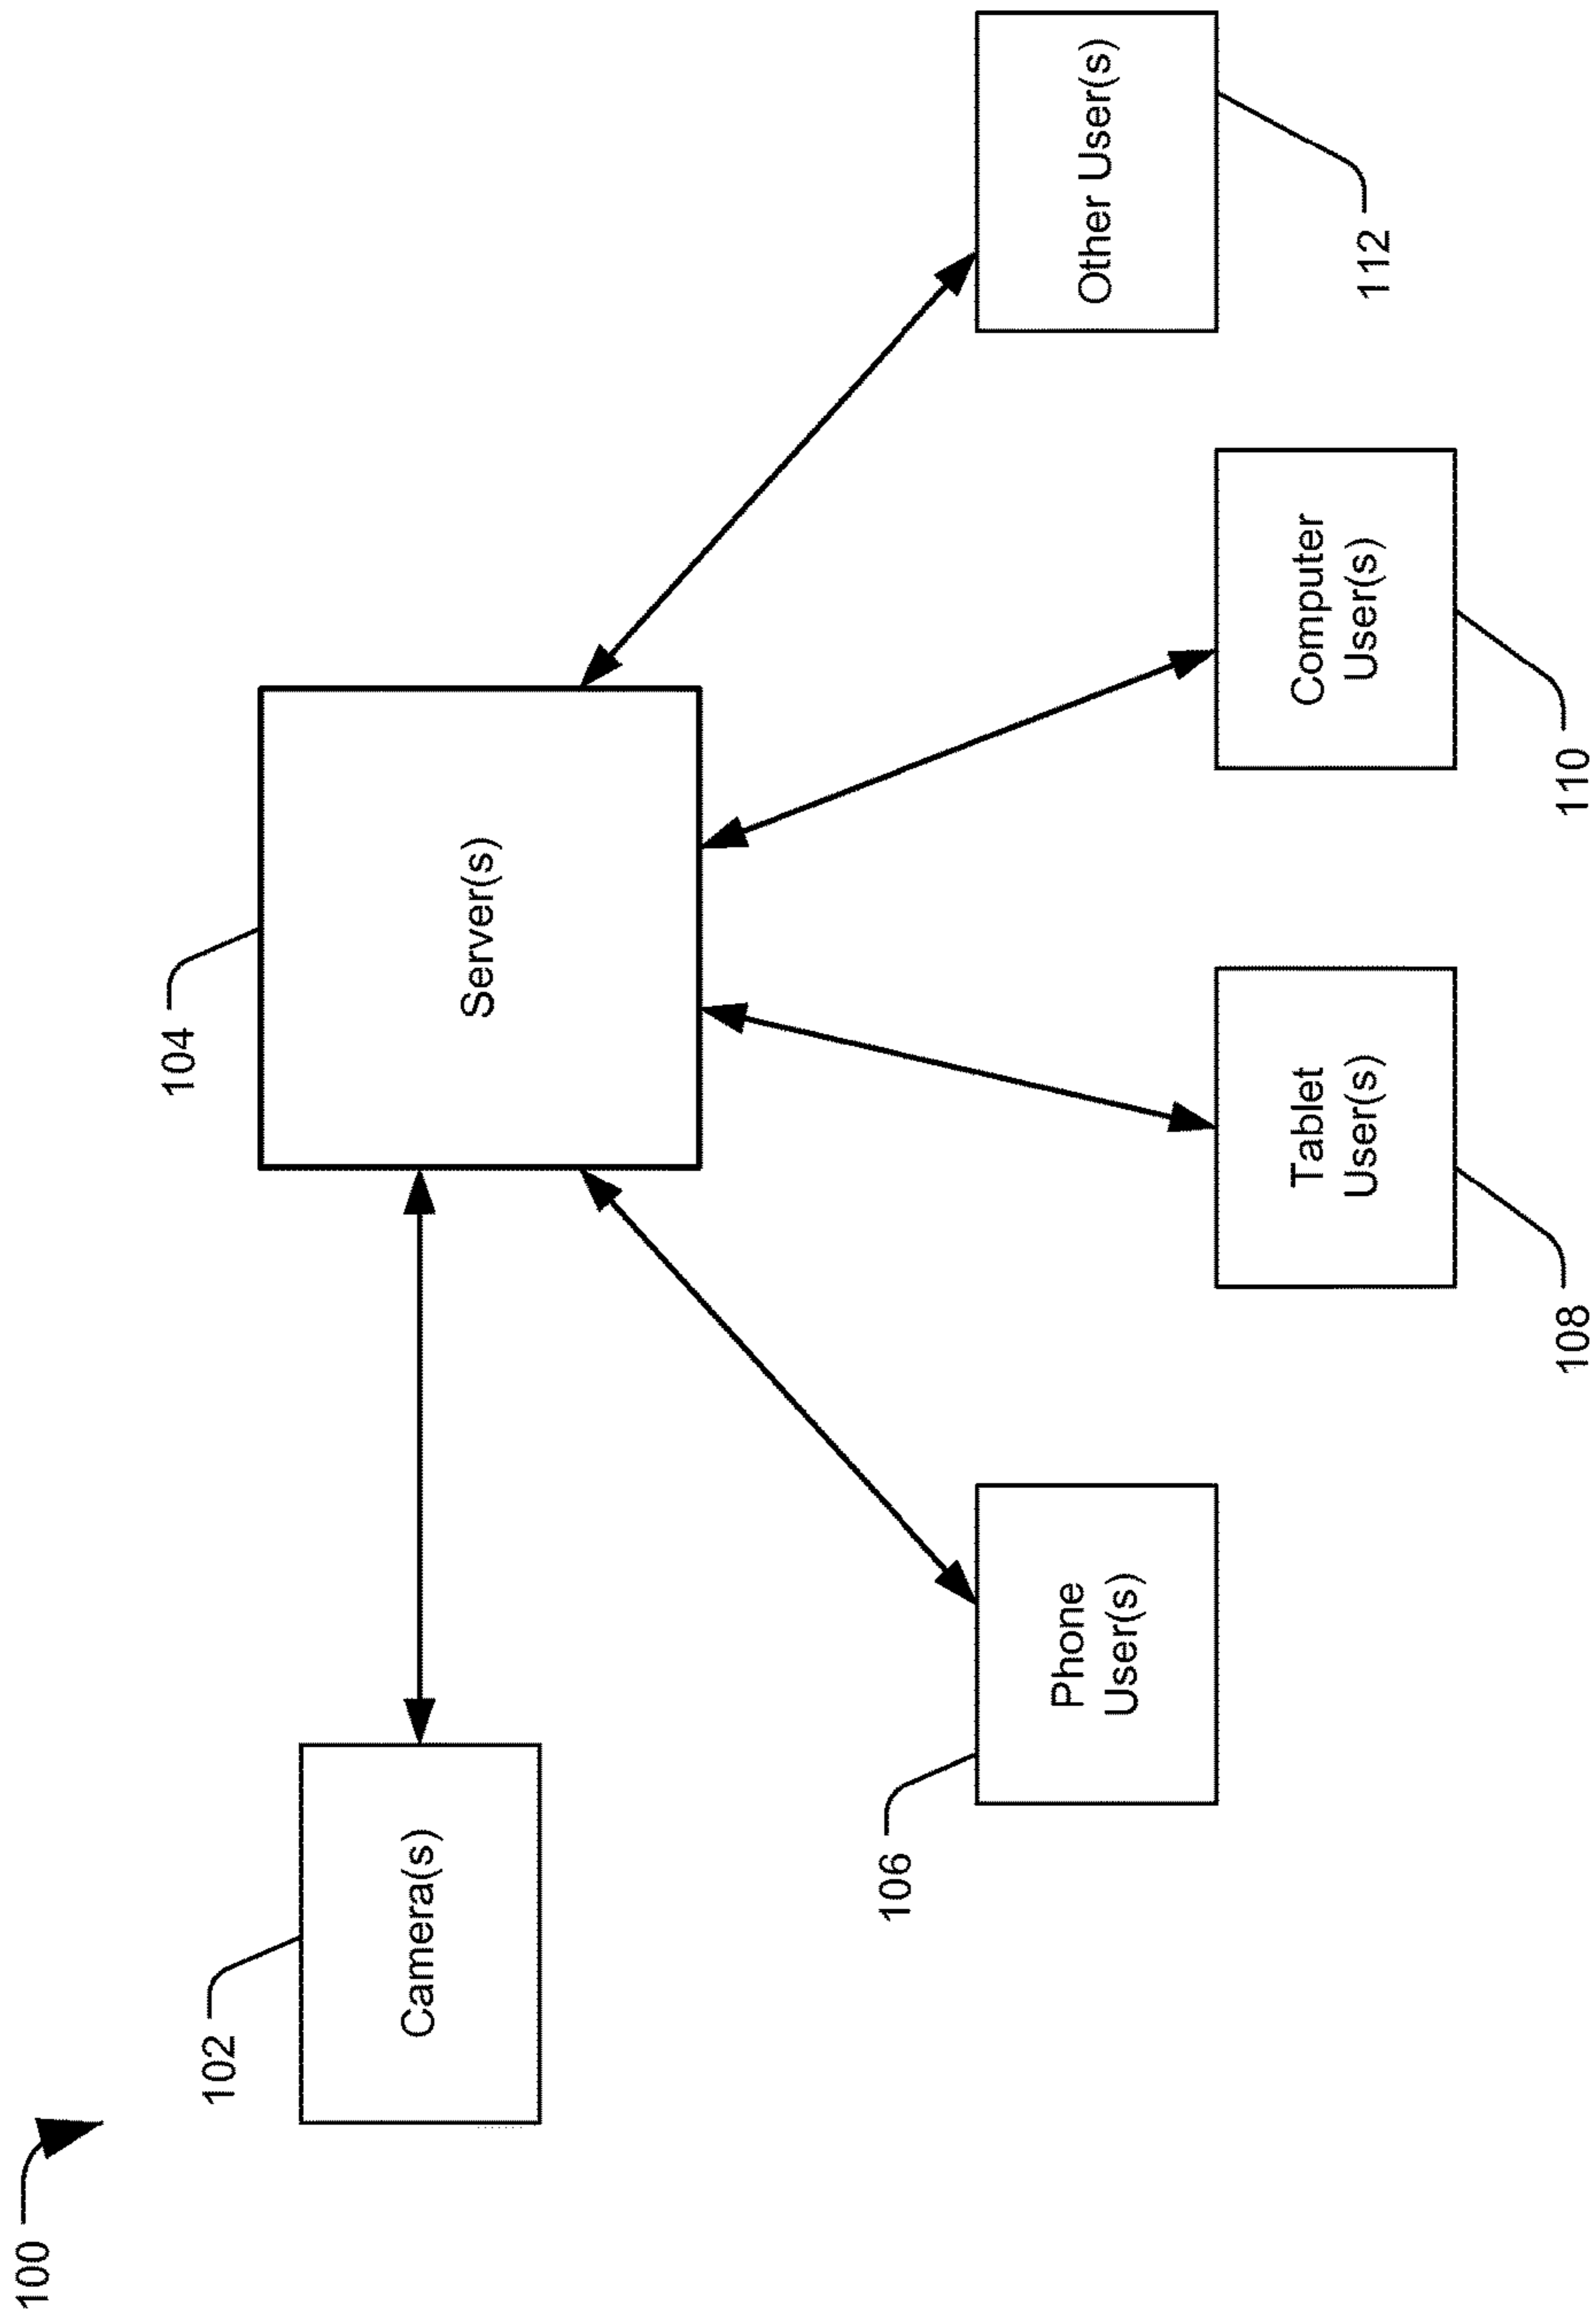 100
102
Camera(s)
104
Server(s)
106
Phone
User(s)
Tablet
User(s)
108
Computer
User(s)
110
Other User(s)
112